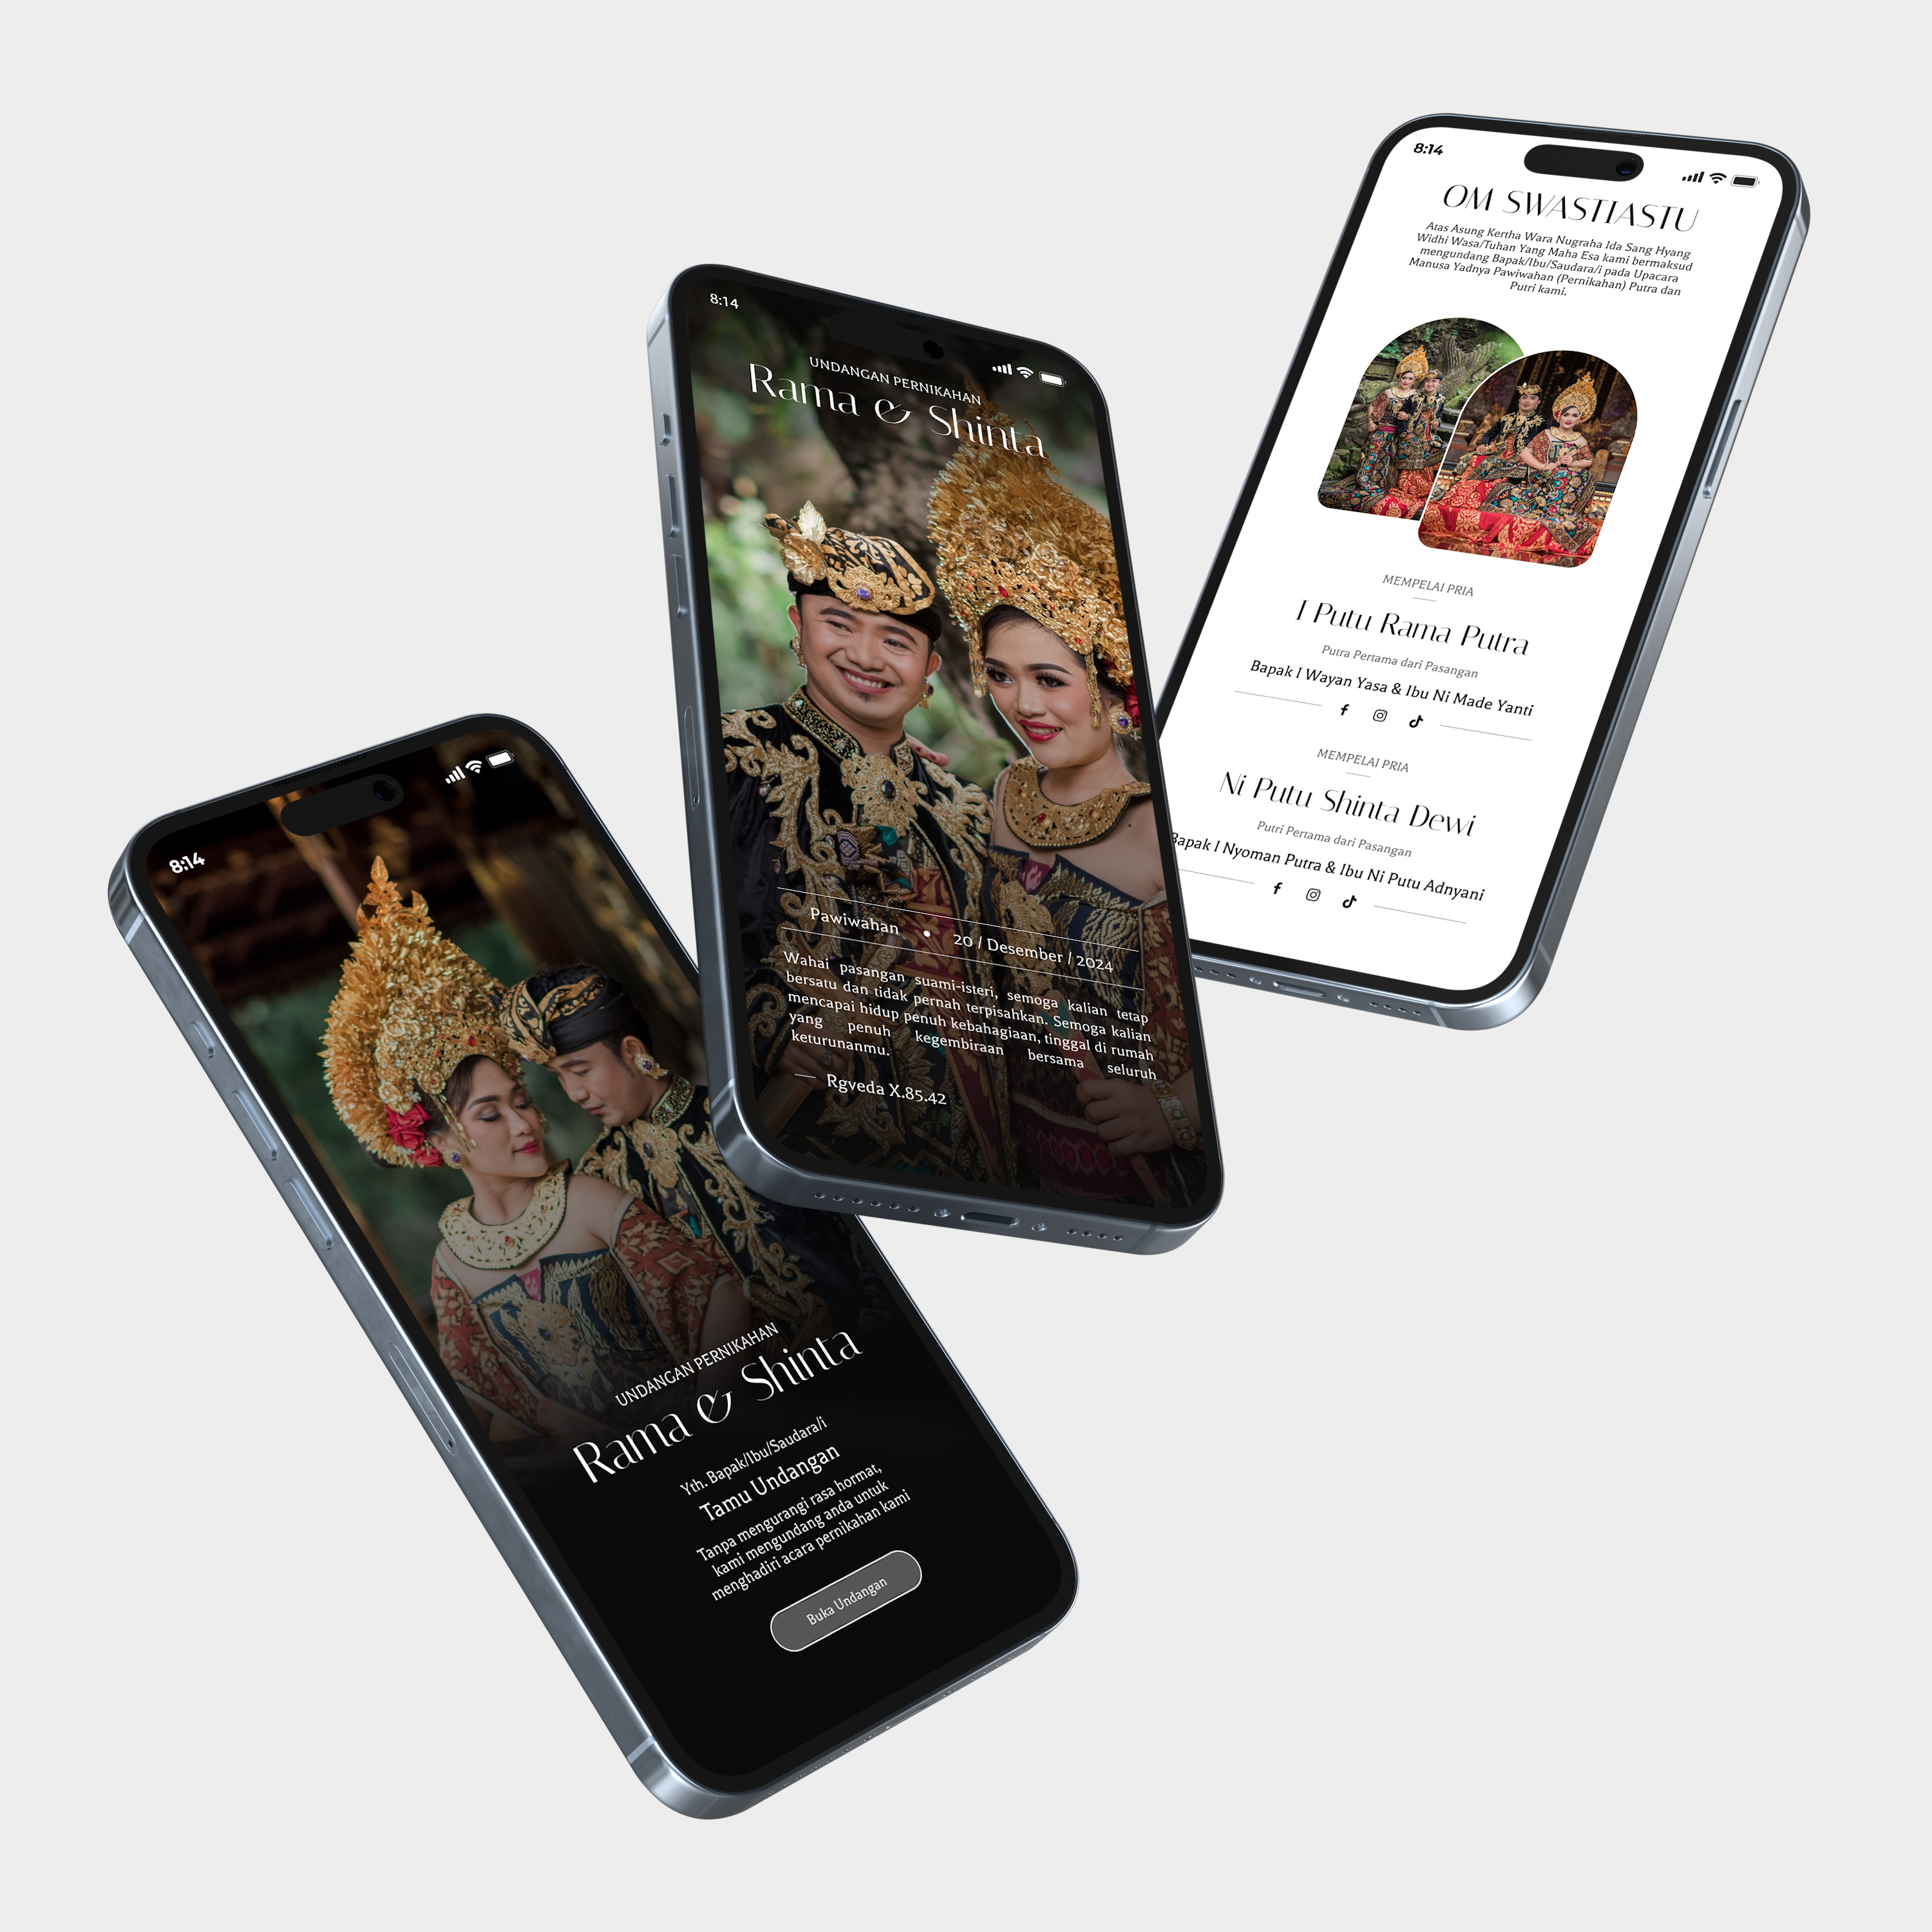 8:14
UNDANGAN PERNIKAHAN
Rama & Shinta
Yth. Bapak/Ibu/Saudara/i
Tamu Undangan
Tanpa mengurangi rasa hormat,
kami mengundang anda untuk
menghadiri acara pernikahan kami
Buka Undangan
8:14
UNDANGAN PERNIKAHAN
Rama & Shinta
Pawiwahan • 20 / Desember / 2024
Wahai pasangan suami-isteri, semoga kalian tetap
bersatu dan tidak pernah terpisahkan. Semoga kalian
mencapai hidup penuh kebahagiaan, tinggal di rumah
yang penuh kegembiraan bersama seluruh
keturunanmu.
— Rgveda X.85.42
8:14
OM SWASTIASTU
Atas Asung Kertha Wara Nugraha Ida Sang Hyang
Widhi Wasa/Tuhan Yang Maha Esa kami bermaksud
mengundang Bapak/Ibu/Saudara/i pada Upacara
Manusa Yadnya Pawiwahan (Pernikahan) Putra dan
Putri kami.
MEMPELAI PRIA
I Putu Rama Putra
Putra Pertama dari Pasangan
Bapak I Wayan Yasa & Ibu Ni Made Yanti
MEMPELAI PRIA
Ni Putu Shinta Dewi
Putri Pertama dari Pasangan
Bapak I Nyoman Putra & Ibu Ni Putu Adnyani